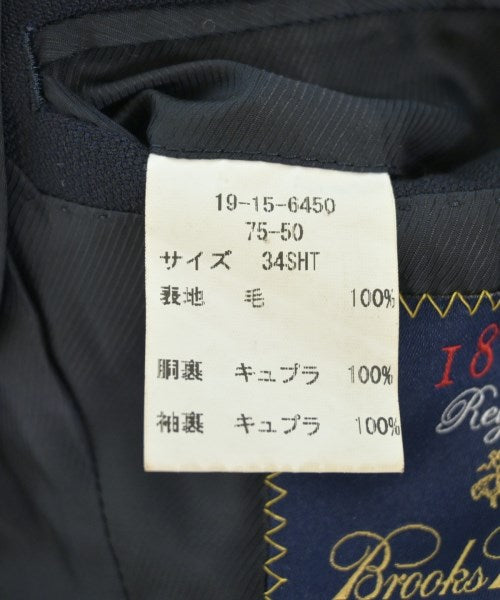 19-15-6450
75-50
サイズ 34SHT
表地 毛 100%
胴裏 キュプラ 100%
袖裏 キュプラ 100%
18
Brooks